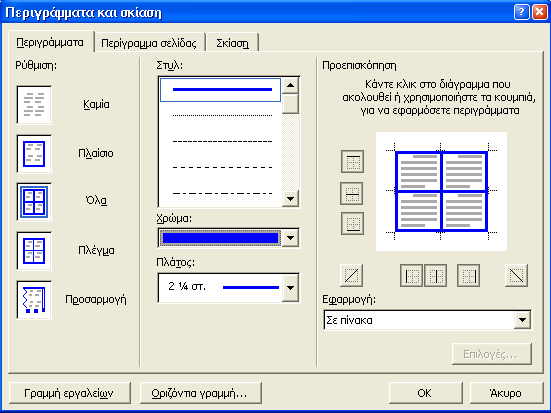 Περιγράμματα και σκίαση
Περιγράμματα
Περίγραμμα σελίδας
Σκίαση
Ρύθμιση:
Καμία
Πλαίσιο
Όλα
Πλέγμα
Προσαρμογή
Στυλ:
Χρώμα:
Πλάτος:
2 ¼ στ.
Προεπισκόπηση
Κάντε κλικ στο διάγραμμα που
ακολουθεί ή χρησιμοποιήστε τα κουμπιά,
για να εφαρμόσετε περιγράμματα
Εφαρμογή:
Σε πίνακα
Επιλογές...
Γραμμή εργαλείων
Οριζόντια γραμμή...
OK
Άκυρο